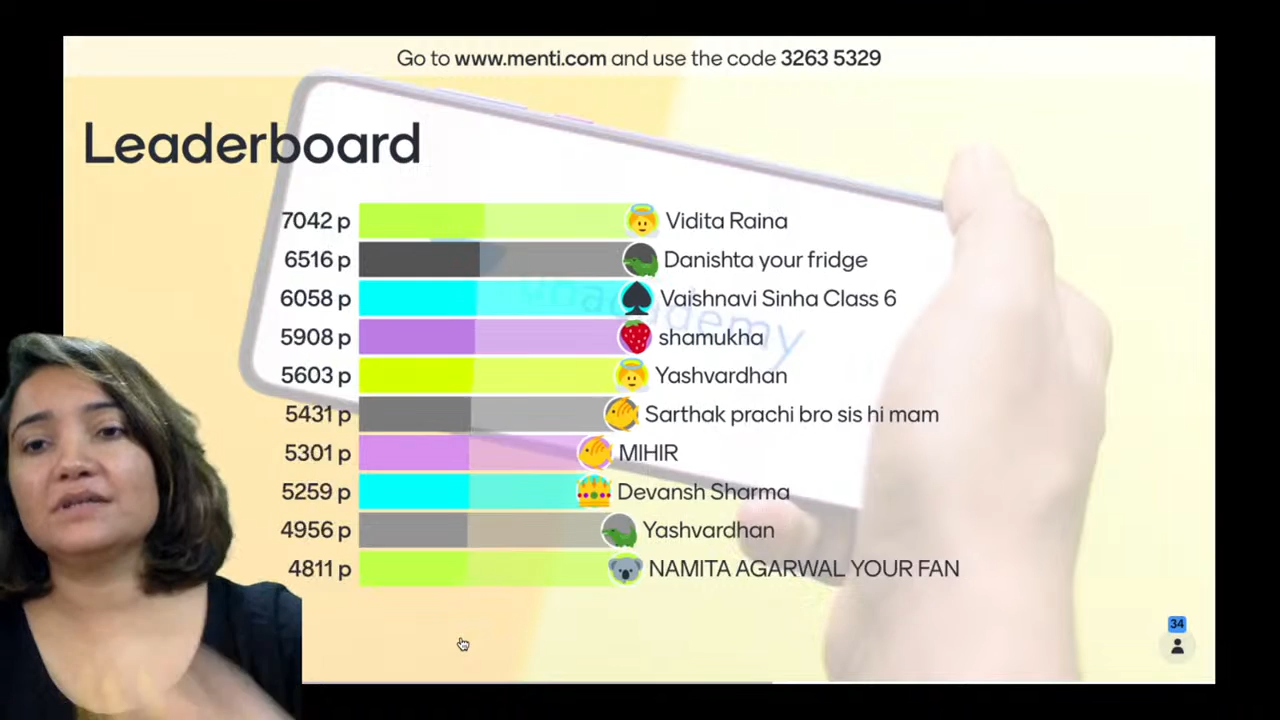 Go to www.menti.com and use the code 3263 5329
Leaderboard
7042 p Vidita Raina
6516 p Danishta your fridge
6058 p Vaishnavi Sinha Class 6
5908 p shamukha
5603 p Yashvardhan
5431 p Sarthak prachi bro sis hi mam
5301 p MIHIR
5259 p Devansh Sharma
4956 p Yashvardhan
4811 p NAMITA AGARWAL YOUR FAN
unacademy
34